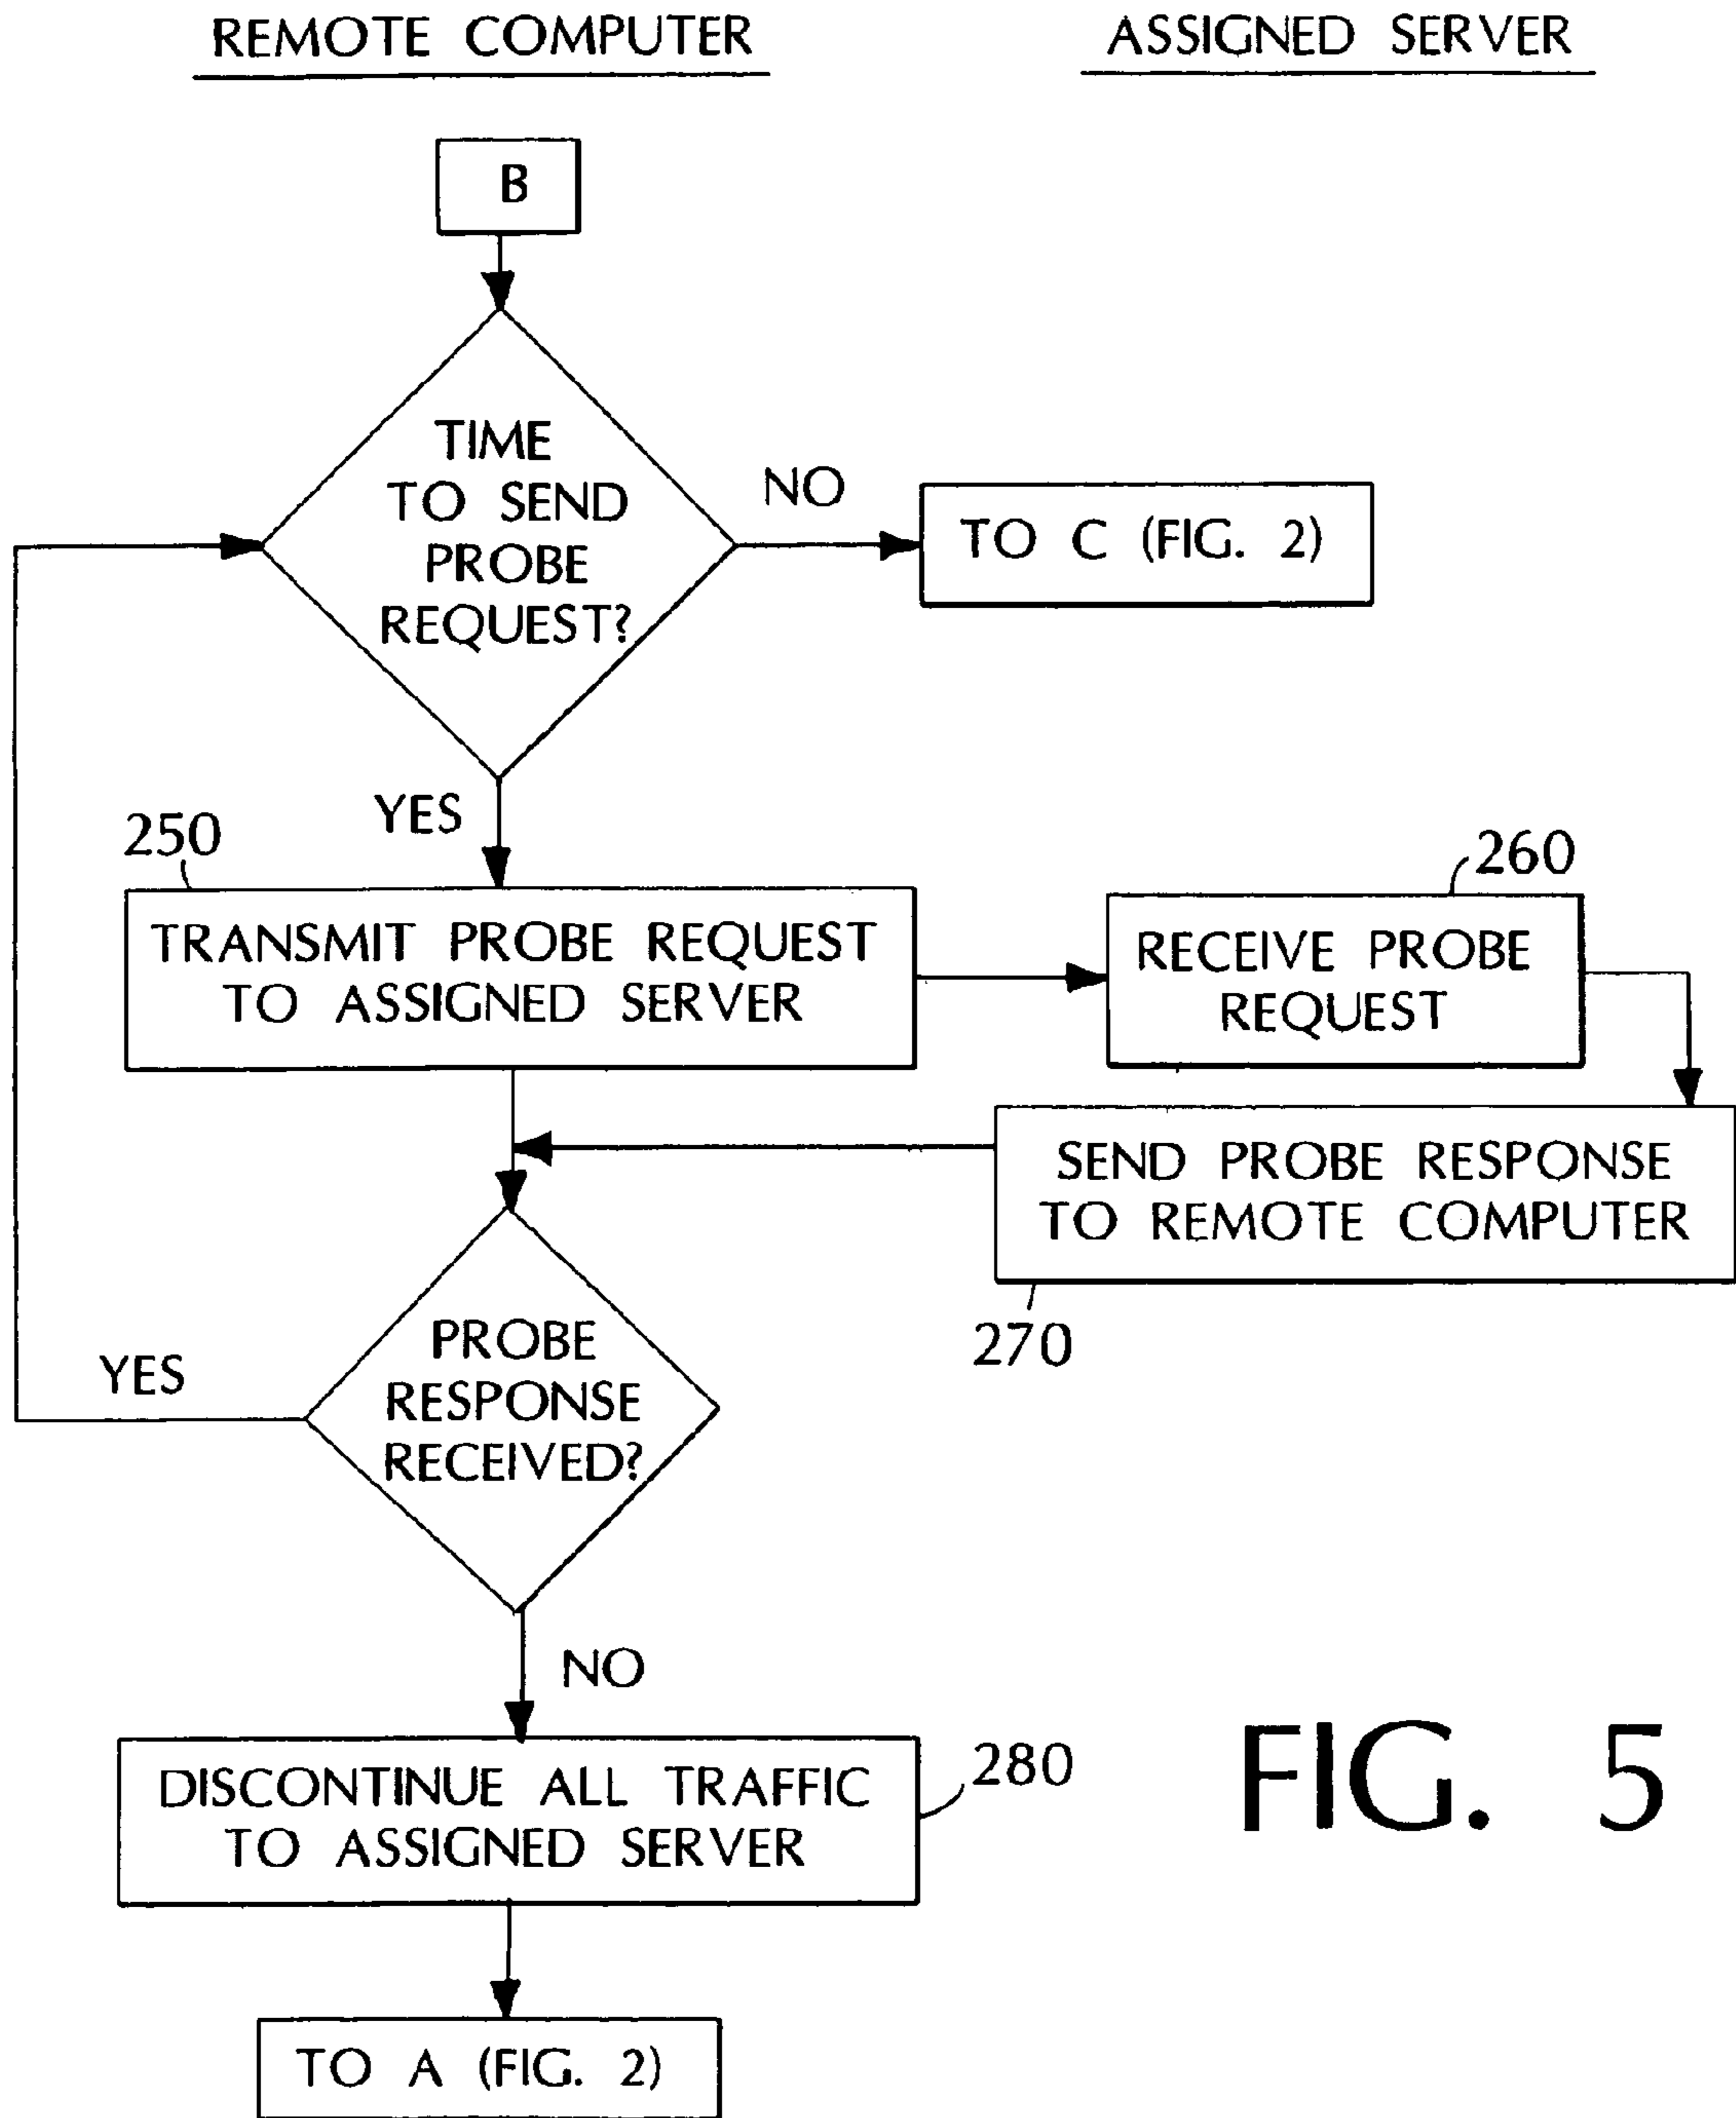 REMOTE COMPUTER
ASSIGNED SERVER
B
TIME
TO SEND
PROBE
REQUEST?
NO
TO C (FIG. 2)
YES
250
TRANSMIT PROBE REQUEST
TO ASSIGNED SERVER
260
RECEIVE PROBE
REQUEST
SEND PROBE RESPONSE
TO REMOTE COMPUTER
270
PROBE
RESPONSE
RECEIVED?
YES
NO
DISCONTINUE ALL TRAFFIC
TO ASSIGNED SERVER
280
TO A (FIG. 2)
FIG. 5